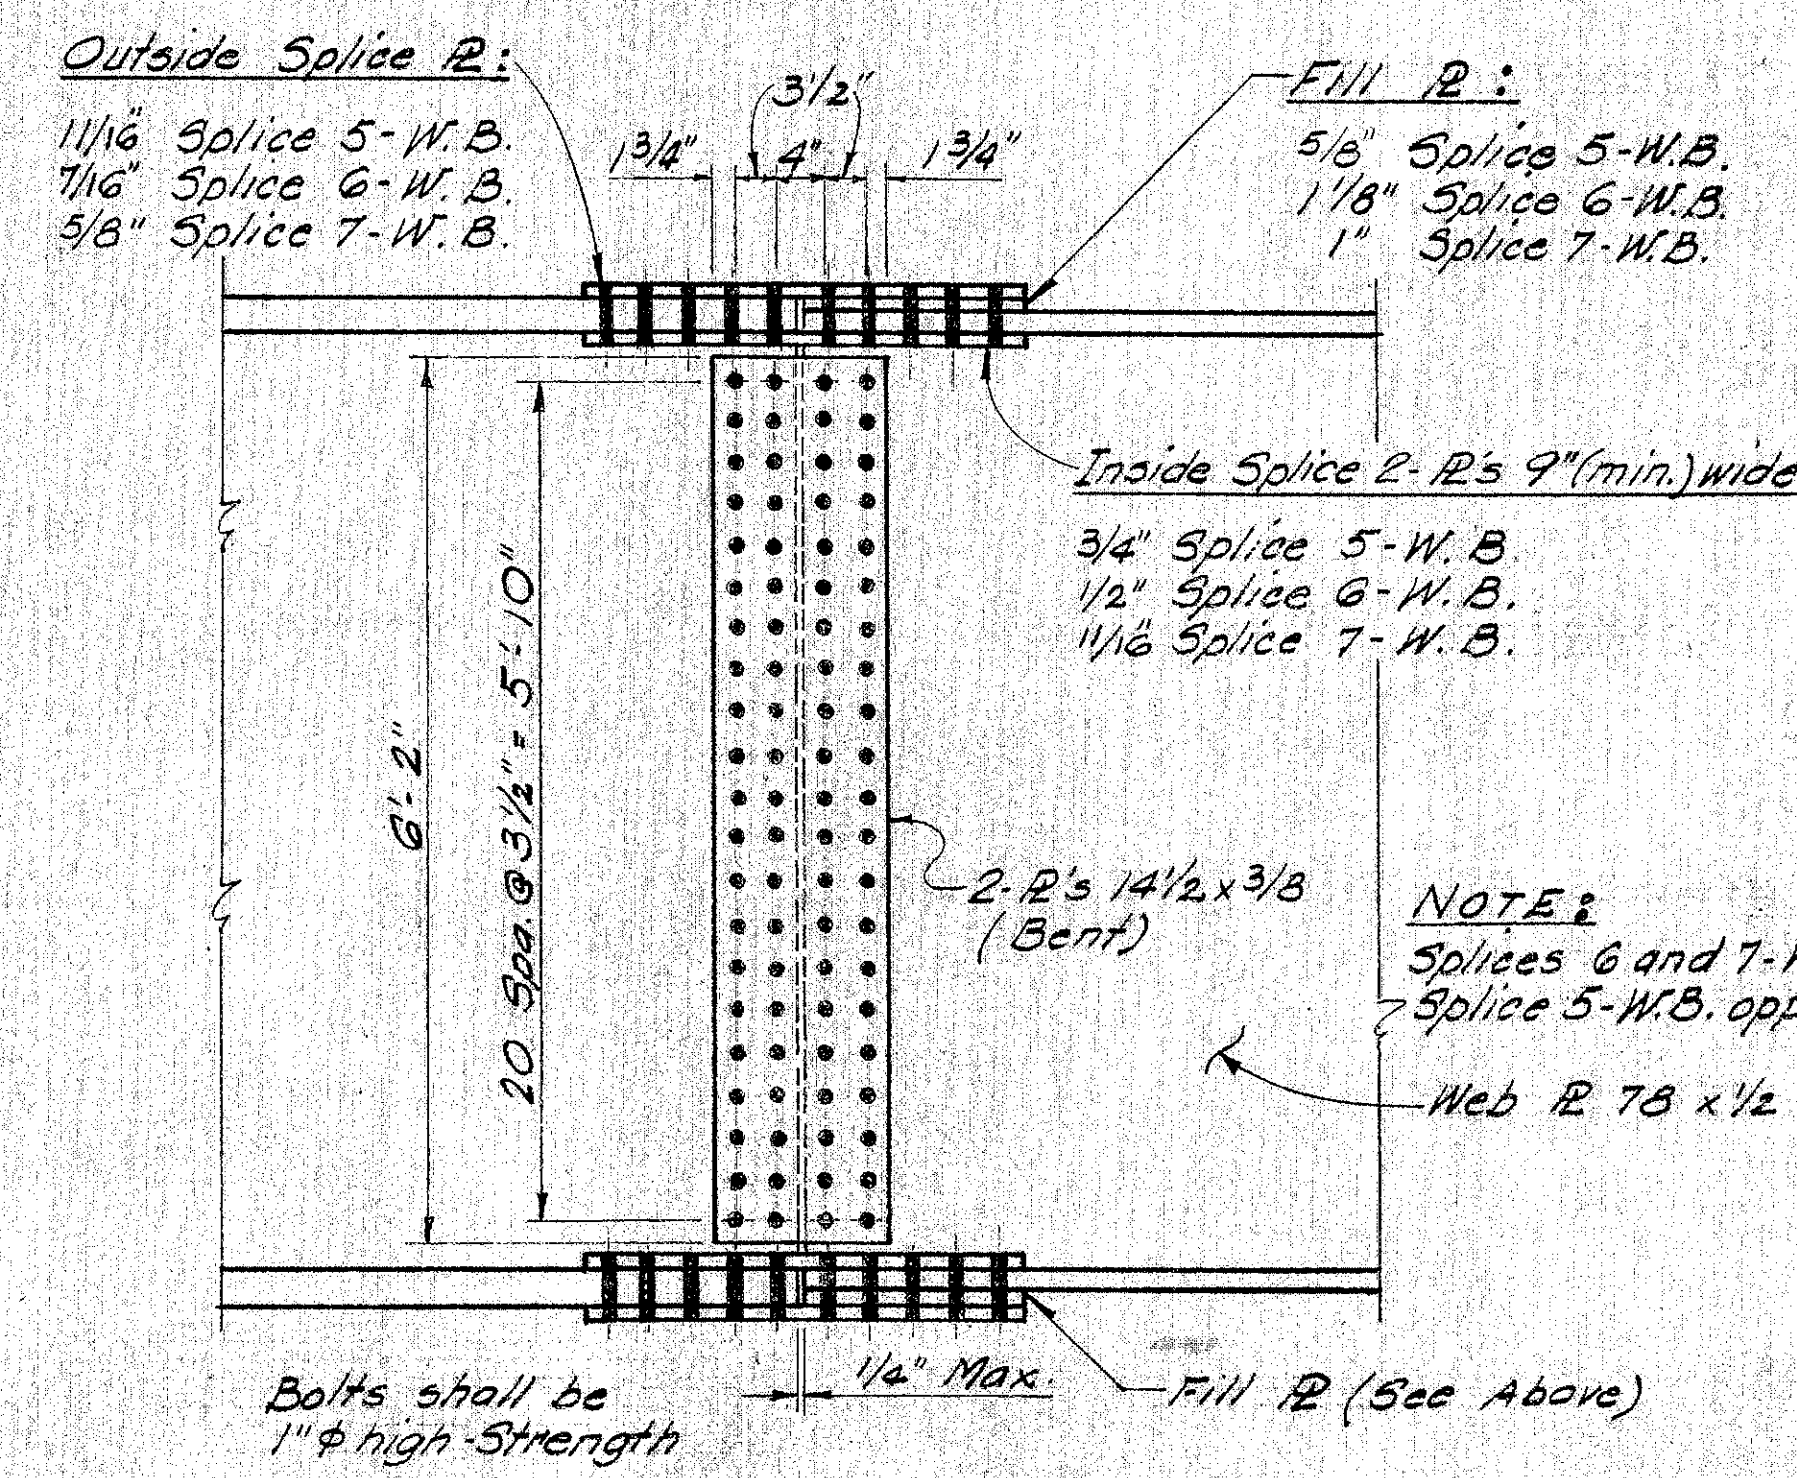 Outside Splice PL:
11/16" Splice 5-W.B.
7/16" Splice 6-W.B.
5/8" Splice 7-W.B.
3 1/2"
1 3/4" 4" 1 3/4"
Fill PL:
5/8" Splice 5-W.B.
1 1/8" Splice 6-W.B.
1" Splice 7-W.B.
Inside Splice 2-PL's 9"(min.) wide
3/4" Splice 5-W.B
1/2" Splice 6-W.B.
11/16" Splice 7-W.B.
6'-2"
20 Spa. @ 3 1/2" = 5'-10"
2-PL's 14 1/2 x 3/8
(Bent)
NOTE:
Splices 6 and 7-
Splice 5-W.B. opp
Web PL 78 x 1/2
1/4" Max.
Fill PL (See Above)
Bolts shall be
1" ϕ high-Strength